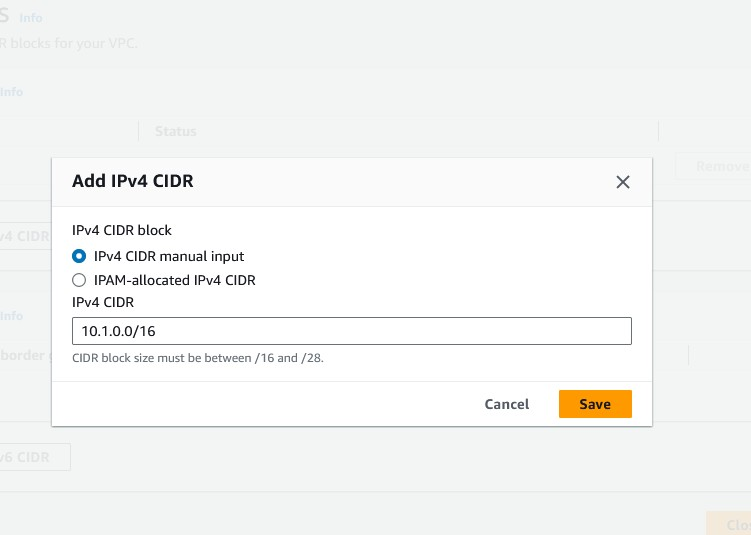 S Info
R blocks for your VPC.
Info
Status
Remove
Add IPv4 CIDR
IPv4 CIDR block
IPv4 CIDR manual input
v4 CIDR
IPAM-allocated IPv4 CIDR
IPv4 CIDR
Info
10.1.0.0/16
border
CIDR block size must be between /16 and /28.
Cancel
Save
v6 CIDR
Clos